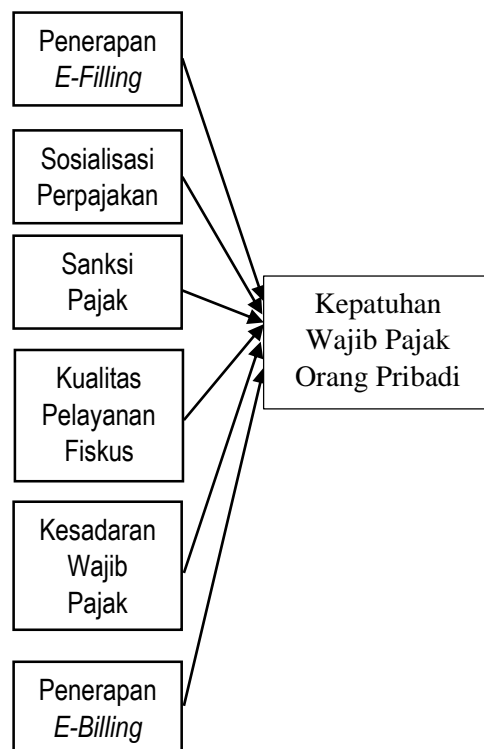 Penerapan
E-Filling
Sosialisasi
Perpajakan
Sanksi
Pajak
Kualitas
Pelayanan
Fiskus
Kesadaran
Wajib
Pajak
Penerapan
E-Billing
Kepatuhan
Wajib Pajak
Orang Pribadi